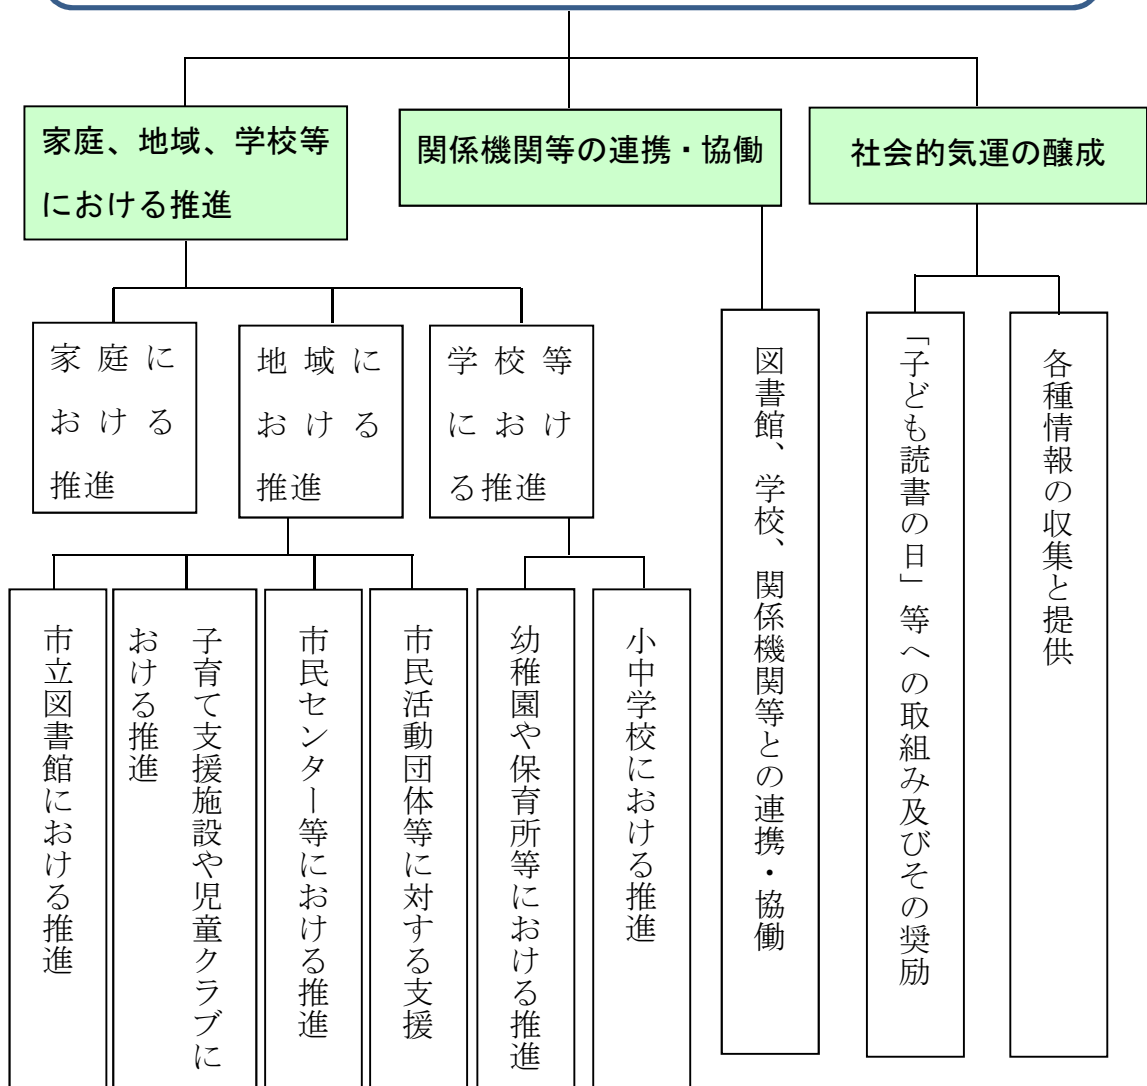 家庭、地域、学校等
における推進
関係機関等の連携・協働
社会的気運の醸成
家庭に
おける
推進
地域に
おける
推進
学校等
におけ
る推進
図書館、学校、関係機関等との連携・協働
「子ども読書の日」等への取組み及びその奨励
各種情報の収集と提供
市立図書館における推進
子育て支援施設や児童クラブに
おける推進
市民センター等における推進
市民活動団体等に対する支援
幼稚園や保育所等における推進
小中学校における推進